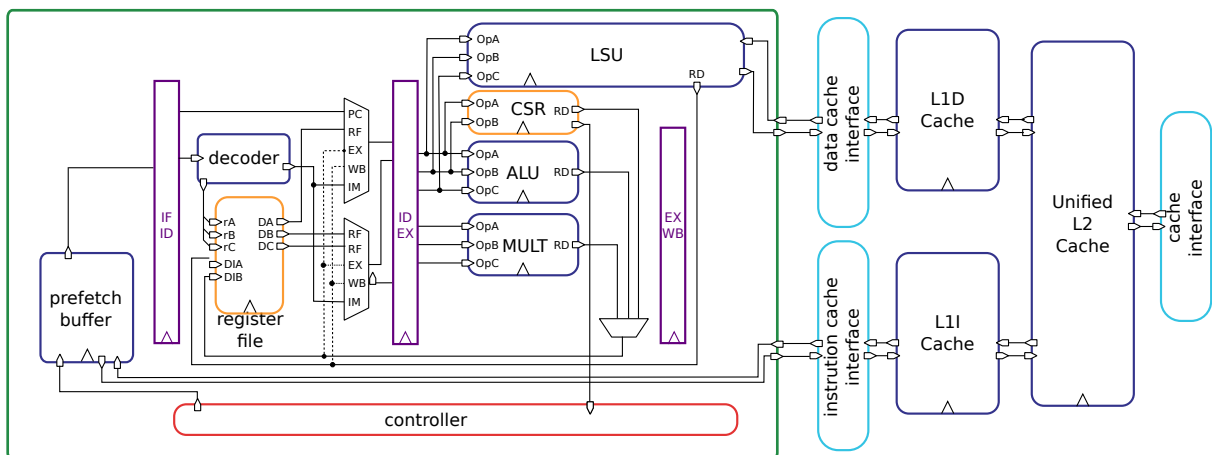 LSU
OpA
OpB
OpC
RD
CSR
OpA
OpB
RD
ALU
OpA
OpB
OpC
RD
MULT
OpA
OpB
OpC
RD
PC
RF
EX
WB
IM
RF
RF
EX
WB
IM
decoder
IF
ID
ID
EX
EX
WB
rA
rB
rC
DIA
DIB
DA
DB
DC
register
file
prefetch
buffer
controller
data cache
interface
instrution cache
interface
L1D
Cache
L1I
Cache
Unified
L2
Cache
cache
interface